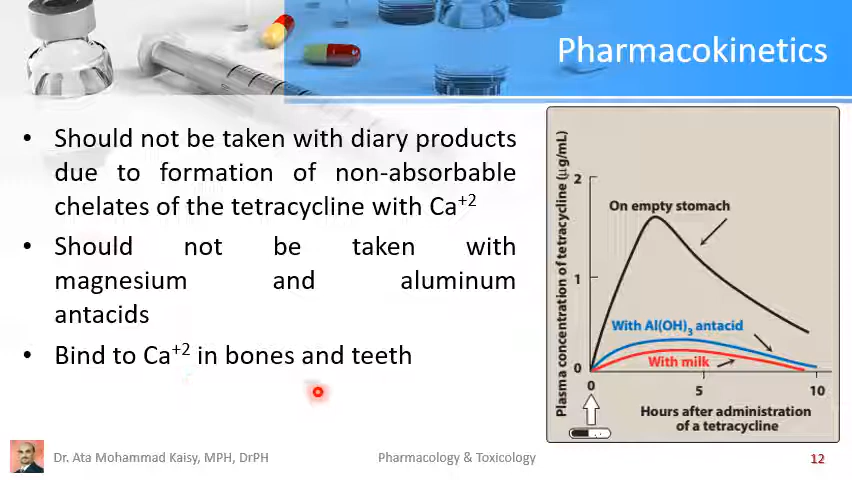 Pharmacokinetics
• Should not be taken with diary products
due to formation of non-absorbable
chelates of the tetracycline with Ca+2
• Should not be taken with
magnesium and aluminum
antacids
• Bind to Ca+2 in bones and teeth
Plasma concentration of tetracycline (µg/mL)
2
On empty stomach
1
With Al(OH)3 antacid
With milk
0
0 5 10
Hours after administration
of a tetracycline
Dr. Ata Mohammad Kaisy, MPH, DrPH Pharmacology & Toxicology 12